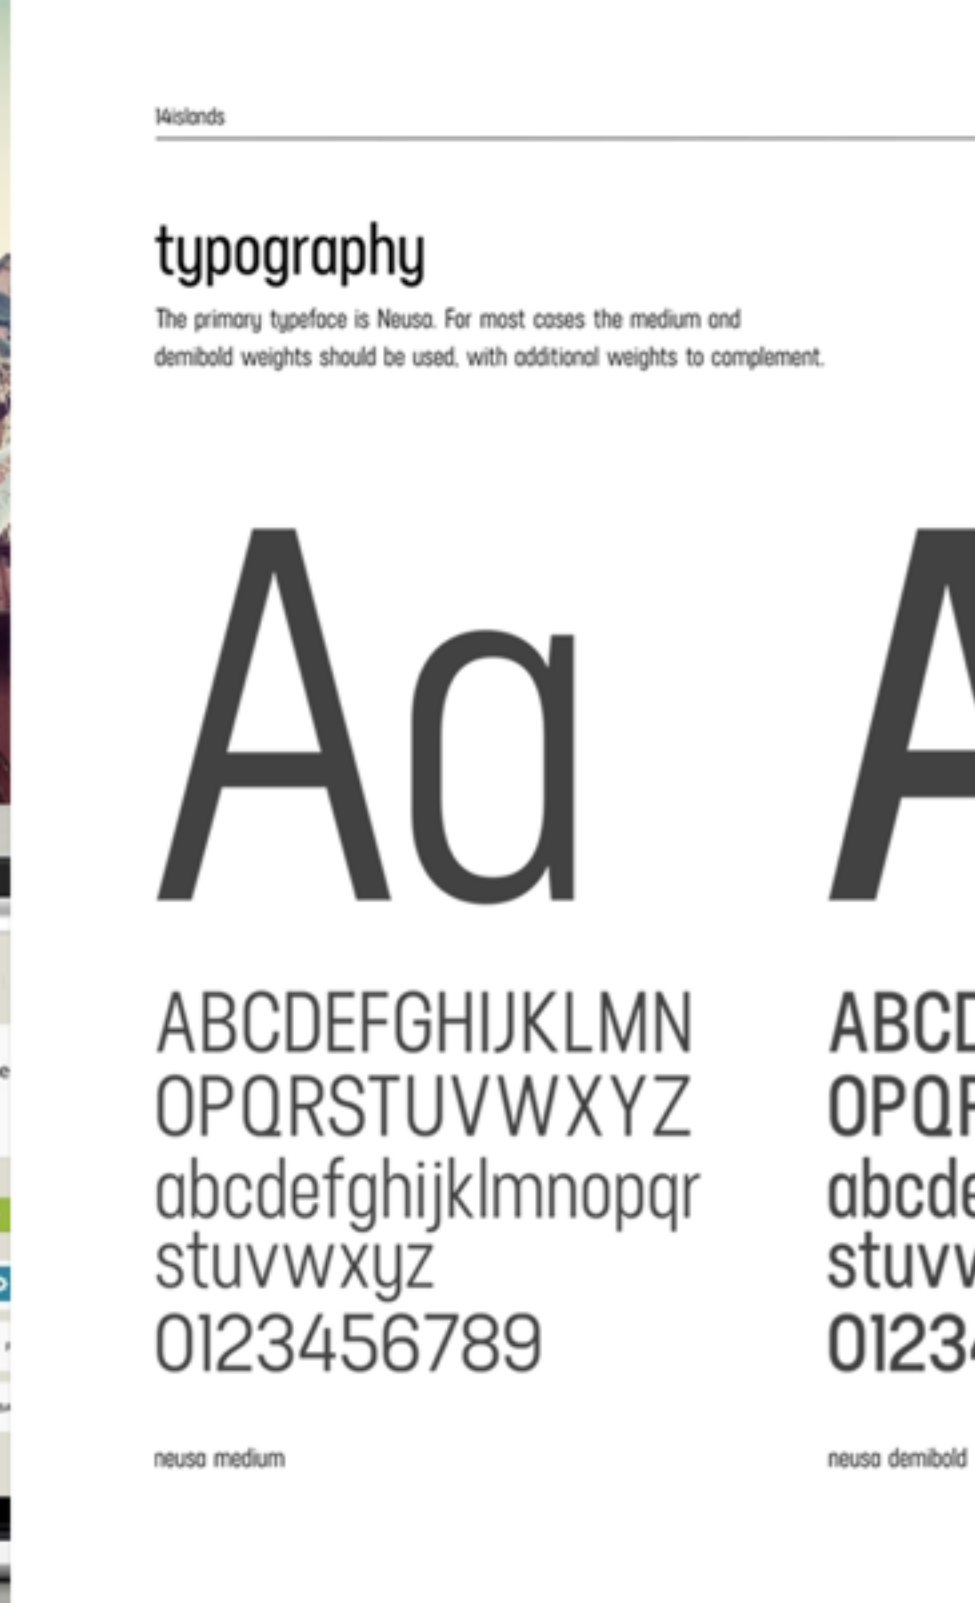 14islands
typography
The primary typeface is Neusa. For most cases the medium and
demibold weights should be used, with additional weights to complement.
Aa
A
ABCDEFGHIJKLMN
ABCD
OPQRSTUVWXYZ
OPQR
abcdefghijklmnopqr
abcde
stuvwxyz
stuvv
0123456789
01234
neusa medium
neusa demibold